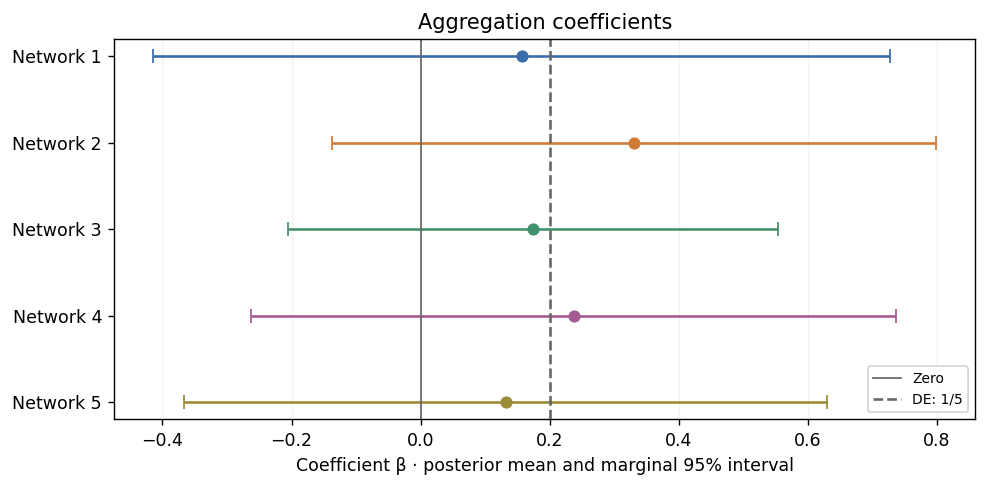 Aggregation coefficients
Network 1
Network 2
Network 3
Network 4
Network 5
Zero
DE: 1/5
−0.4 −0.2 0.0 0.2 0.4 0.6 0.8
Coefficient β · posterior mean and marginal 95% interval